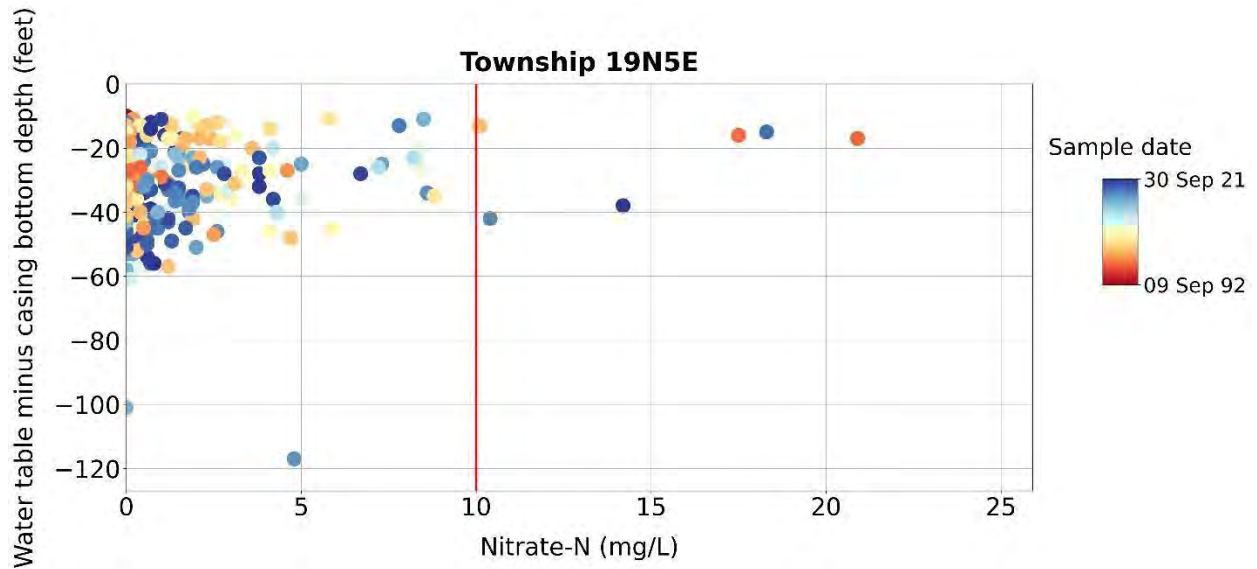 Township 19N5E
Water table minus casing bottom depth (feet)
0
−20
−40
−60
−80
−100
−120
0 5 10 15 20 25
Nitrate-N (mg/L)
Sample date
30 Sep 21
09 Sep 92